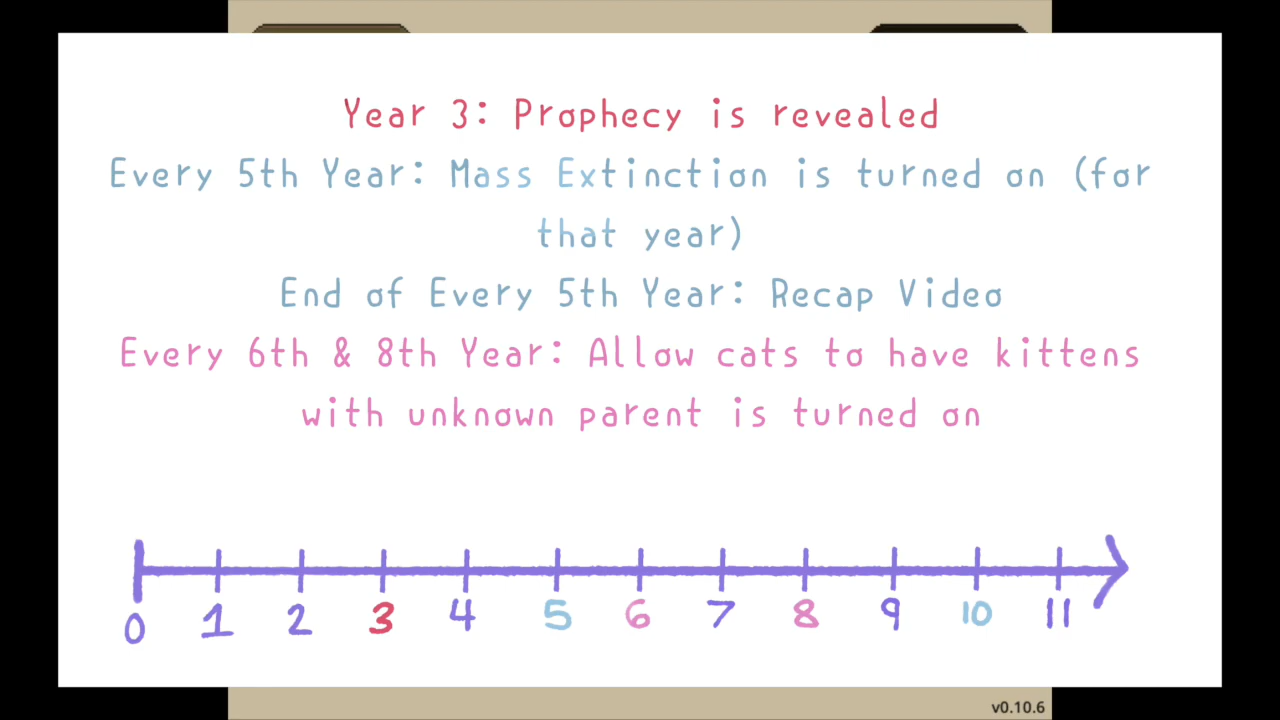 Year 3: Prophecy is revealed
Every 5th Year: Mass Extinction is turned on (for
that year)
End of Every 5th Year: Recap Video
Every 6th & 8th Year: Allow cats to have kittens
with unknown parent is turned on
0 1 2 3 4 5 6 7 8 9 10 11
v0.10.6